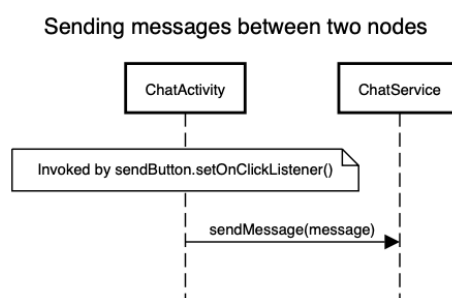 Sending messages between two nodes
ChatActivity
ChatService
Invoked by sendButton.setOnClickListener()
sendMessage(message)